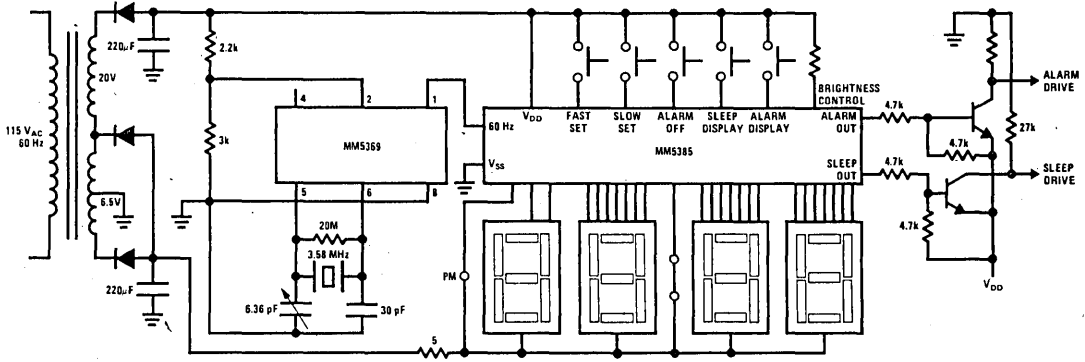 220μF
2.2k
20V
4
2
1
115 VAC
60 Hz
3k
MM5369
5
6
8
6.5V
20M
3.58 MHz
220μF
6.36 pF
30 pF
5
PM
60 Hz
VDD
FAST
SET
SLOW
SET
ALARM
OFF
SLEEP
DISPLAY
ALARM
DISPLAY
BRIGHTNESS
CONTROL
ALARM
OUT
VSS
MM5385
SLEEP
OUT
4.7k
4.7k
4.7k
4.7k
27k
ALARM
DRIVE
SLEEP
DRIVE
VDD